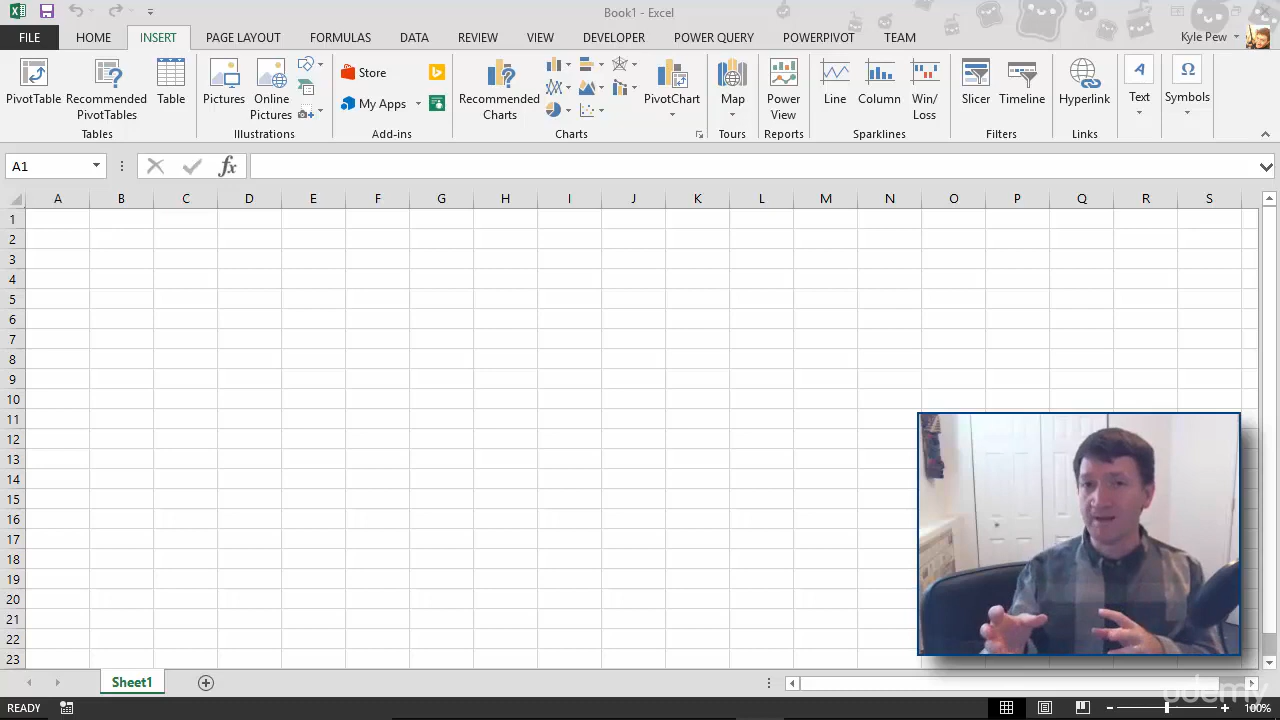 Book1 - Excel
FILE HOME INSERT PAGE LAYOUT FORMULAS DATA REVIEW VIEW DEVELOPER POWER QUERY POWERPIVOT TEAM Kyle Pew
PivotTable
Recommended
PivotTables
Table
Tables
Pictures
Online
Pictures
Illustrations
Store
My Apps
Add-ins
Recommended
Charts
PivotChart
Charts
Map
Tours
Power
View
Reports
Line
Column
Win/
Loss
Sparklines
Slicer
Timeline
Filters
Hyperlink
Links
Text
Symbols
A1
fx
A B C D E F G H I J K L M N O P Q R S
1
2
3
4
5
6
7
8
9
10
11
12
13
14
15
16
17
18
19
20
21
22
23
Sheet1
udemy
READY 100%